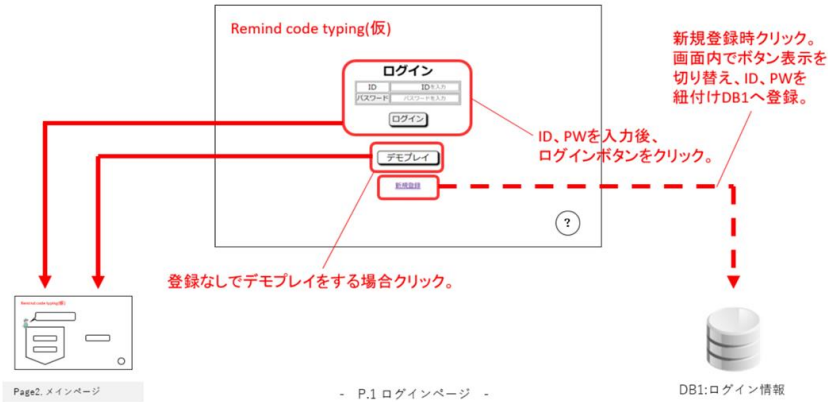 Remind code typing(仮)
ログイン
ID IDを入力
パスワード パスワードを入力
ログイン
デモプレイ
新規登録
?
新規登録時クリック。
画面内でボタン表示を
切り替え、ID、PWを
紐付けDB1へ登録。
ID、PWを入力後、
ログインボタンをクリック。
登録なしでデモプレイをする場合クリック。
Remind code typing(仮)
Page2. メインページ
- P.1 ログインページ -
DB1:ログイン情報